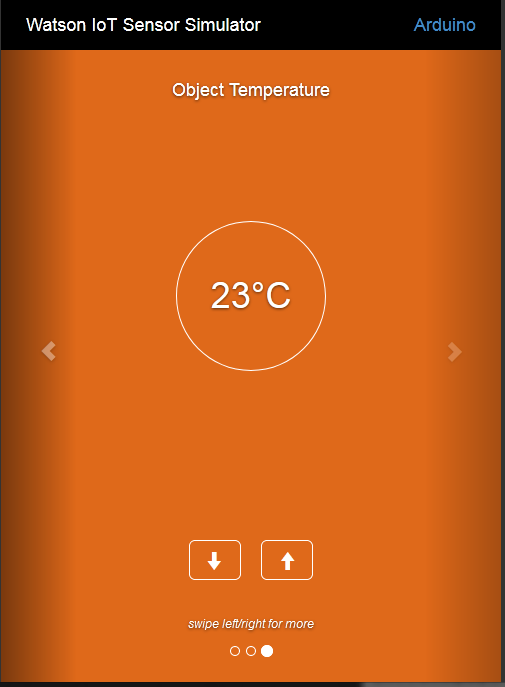 Watson IoT Sensor Simulator
Arduino
Object Temperature
23°C
swipe left/right for more